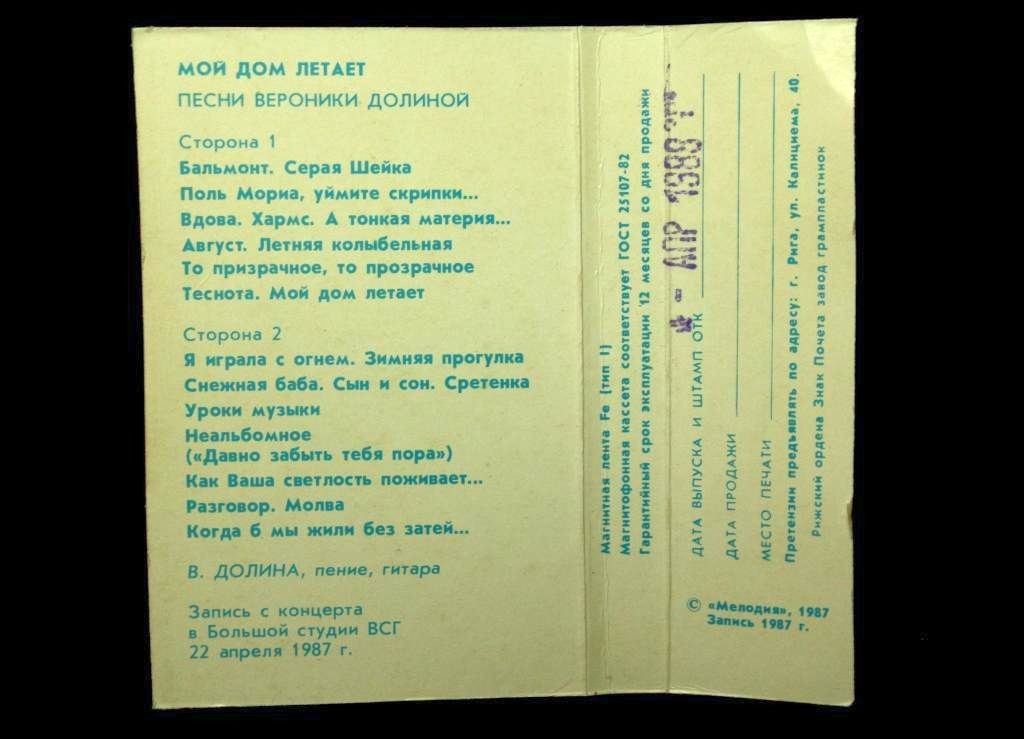 МОЙ ДОМ ЛЕТАЕТ
ПЕСНИ ВЕРОНИКИ ДОЛИНОЙ
Сторона 1
Бальмонт. Серая Шейка
Поль Мориа, уймите скрипки...
Вдова. Хармс. А тонкая материя...
Август. Летняя колыбельная
То призрачное, то прозрачное
Теснота. Мой дом летает
Сторона 2
Я играла с огнем. Зимняя прогулка
Снежная баба. Сын и сон. Сретенка
Уроки музыки
Неальбомное
(«Давно забыть тебя пора»)
Как Ваша светлость поживает...
Разговор. Молва
Когда б мы жили без затей...
В. ДОЛИНА, пение, гитара
Запись с концерта
в Большой студии ВСГ
22 апреля 1987 г.
Магнитная лента Fe (тип I)
Магнитофонная кассета соответствует ГОСТ 25107-82
Гарантийный срок эксплуатации 12 месяцев со дня продажи
ДАТА ВЫПУСКА И ШТАМП ОТК
АПР 1989
ДАТА ПРОДАЖИ
МЕСТО ПЕЧАТИ
Претензии предъявлять по адресу: г. Рига, ул. Калнциема, 40.
Рижский ордена Знак Почета завод грампластинок
© «Мелодия», 1987
Запись 1987 г.